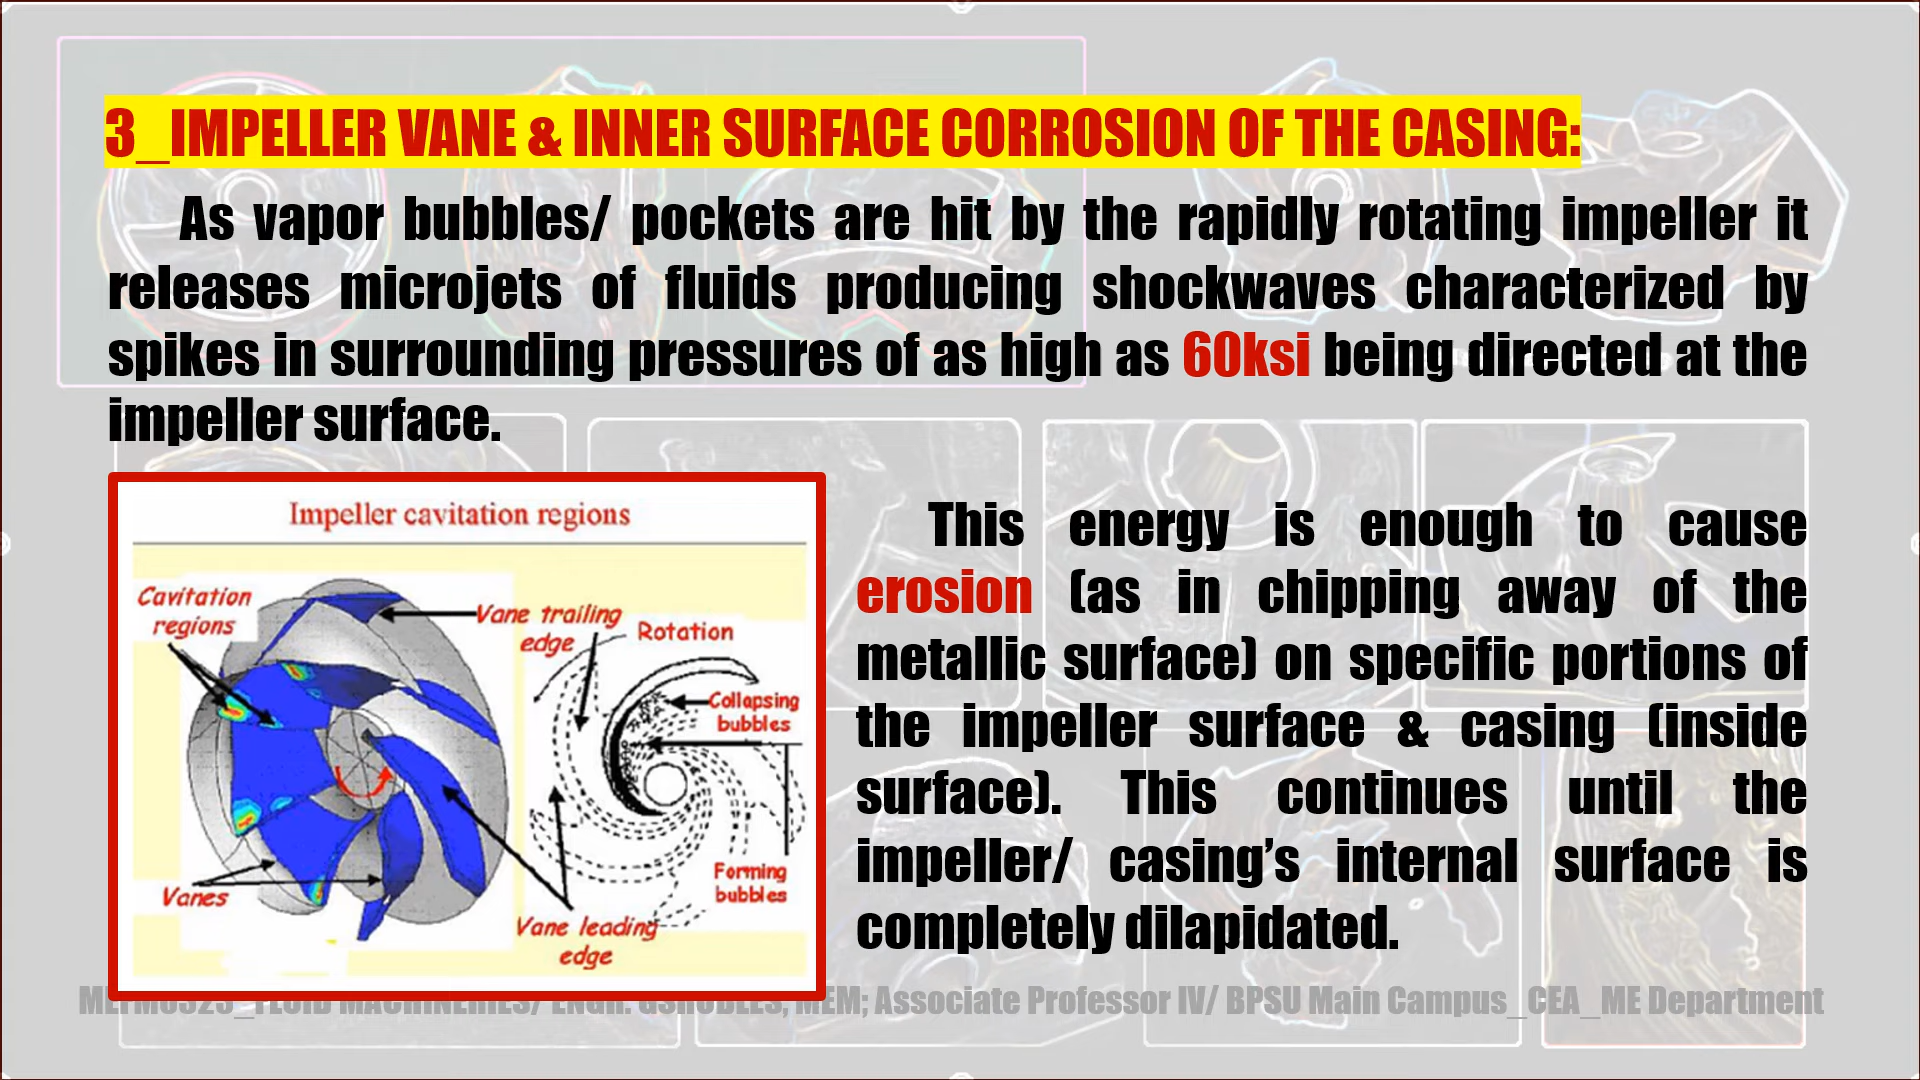 3_IMPELLER VANE & INNER SURFACE CORROSION OF THE CASING:
As vapor bubbles/ pockets are hit by the rapidly rotating impeller it
releases microjets of fluids producing shockwaves characterized by
spikes in surrounding pressures of as high as 60ksi being directed at the
impeller surface.
Impeller cavitation regions
Cavitation
regions
Vane trailing
edge
Rotation
Collapsing
bubbles
Forming
bubbles
Vanes
Vane leading
edge
This energy is enough to cause
erosion (as in chipping away of the
metallic surface) on specific portions of
the impeller surface & casing (inside
surface). This continues until the
impeller/ casing’s internal surface is
completely dilapidated.
Associate Professor IV/ BPSU Main Campus_CEA_ME Department